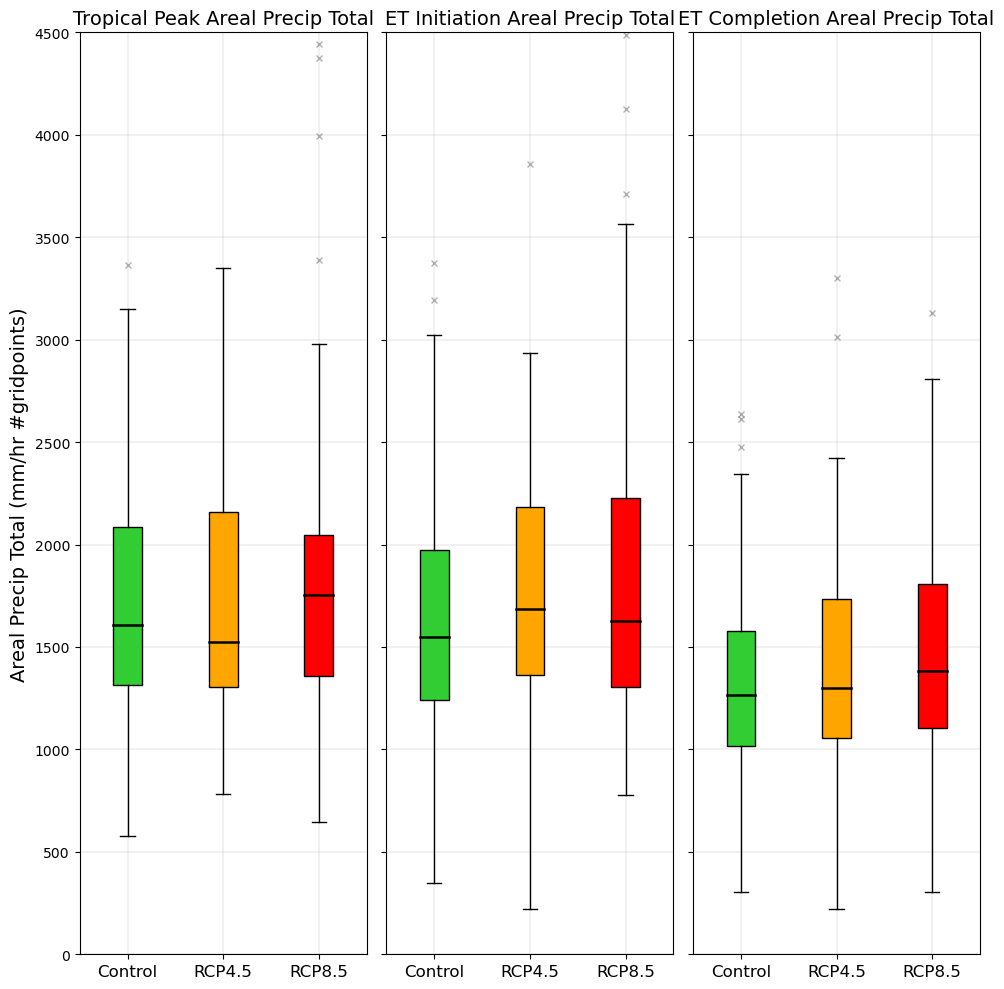 Tropical Peak Areal Precip Total
ET Initiation Areal Precip Total
ET Completion Areal Precip Total
Areal Precip Total (mm/hr #gridpoints)
4500
4000
3500
3000
2500
2000
1500
1000
500
0
Control RCP4.5 RCP8.5
Control RCP4.5 RCP8.5
Control RCP4.5 RCP8.5